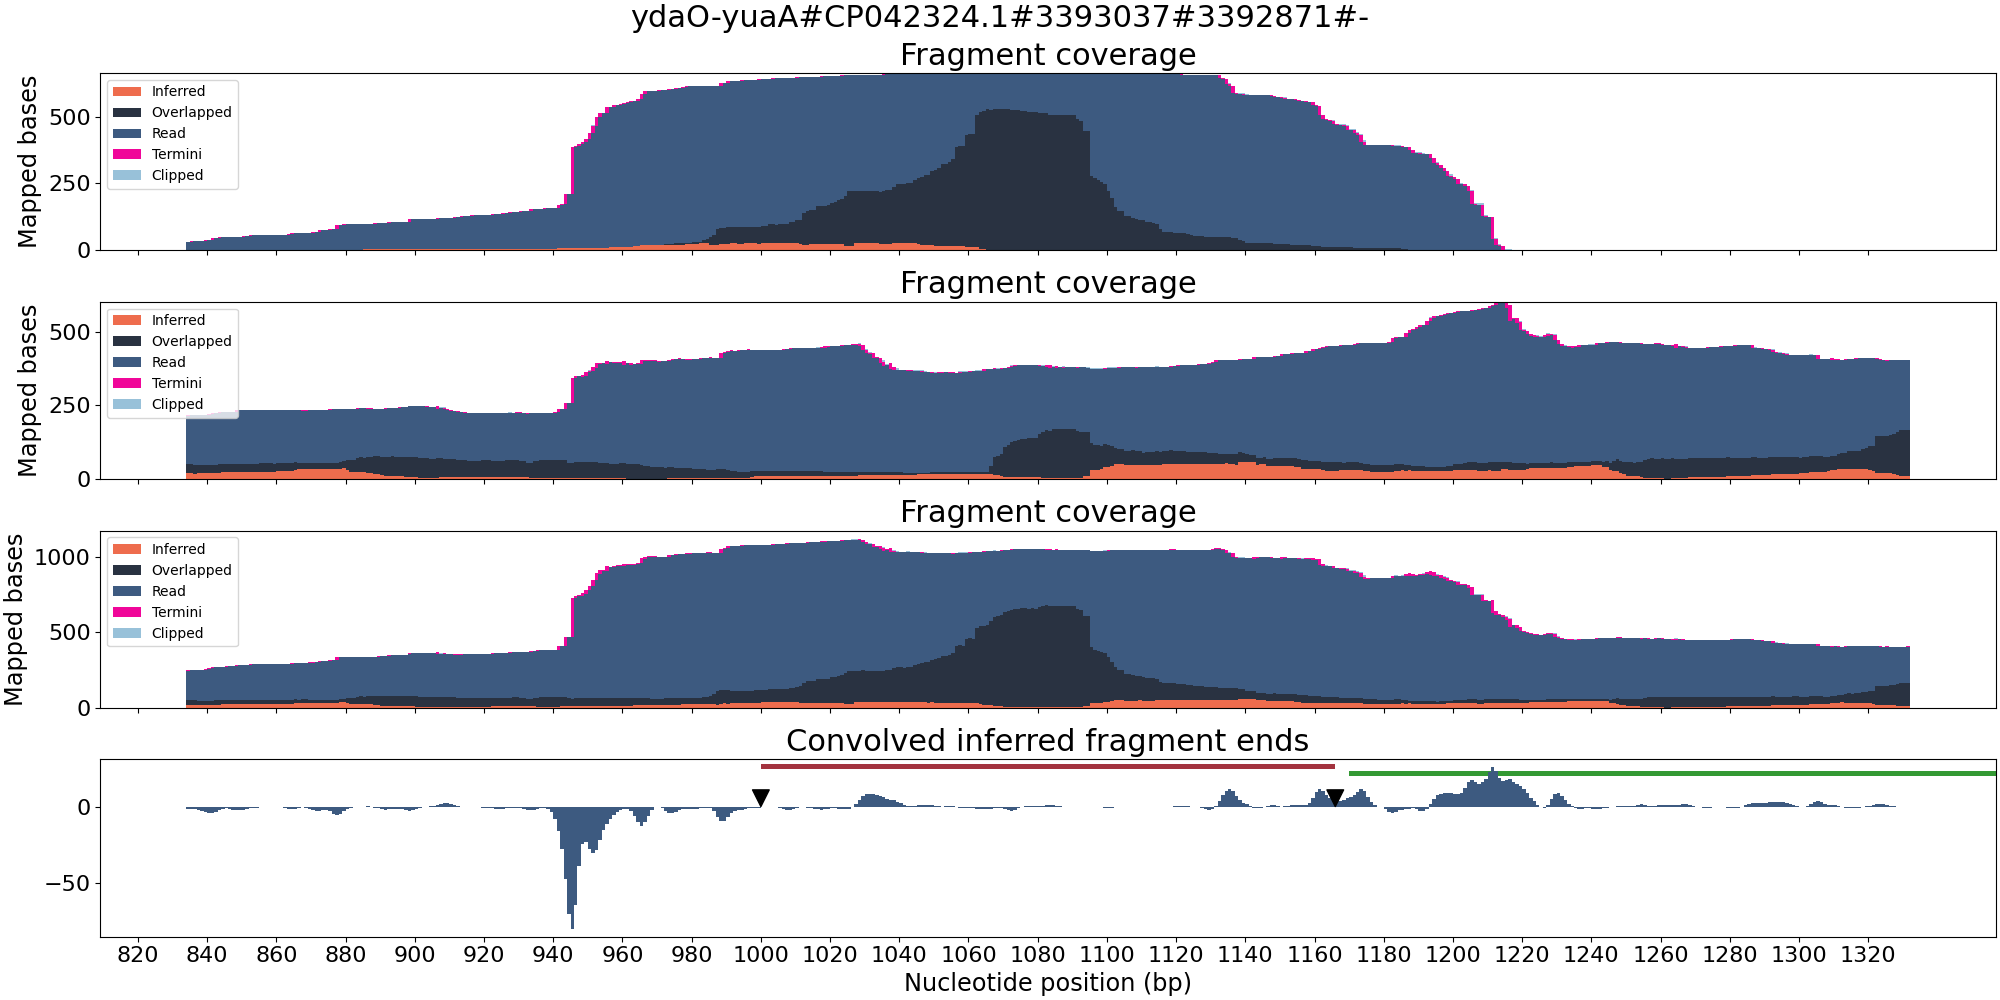 ydaO-yuaA#CP042324.1#3393037#3392871#-
Fragment coverage
Mapped bases
500
250
0
Inferred
Overlapped
Read
Termini
Clipped
Fragment coverage
Mapped bases
500
250
0
Inferred
Overlapped
Read
Termini
Clipped
Fragment coverage
Mapped bases
1000
500
0
Inferred
Overlapped
Read
Termini
Clipped
Convolved inferred fragment ends
0
−50
820 840 860 880 900 920 940 960 980 1000 1020 1040 1060 1080 1100 1120 1140 1160 1180 1200 1220 1240 1260 1280 1300 1320
Nucleotide position (bp)